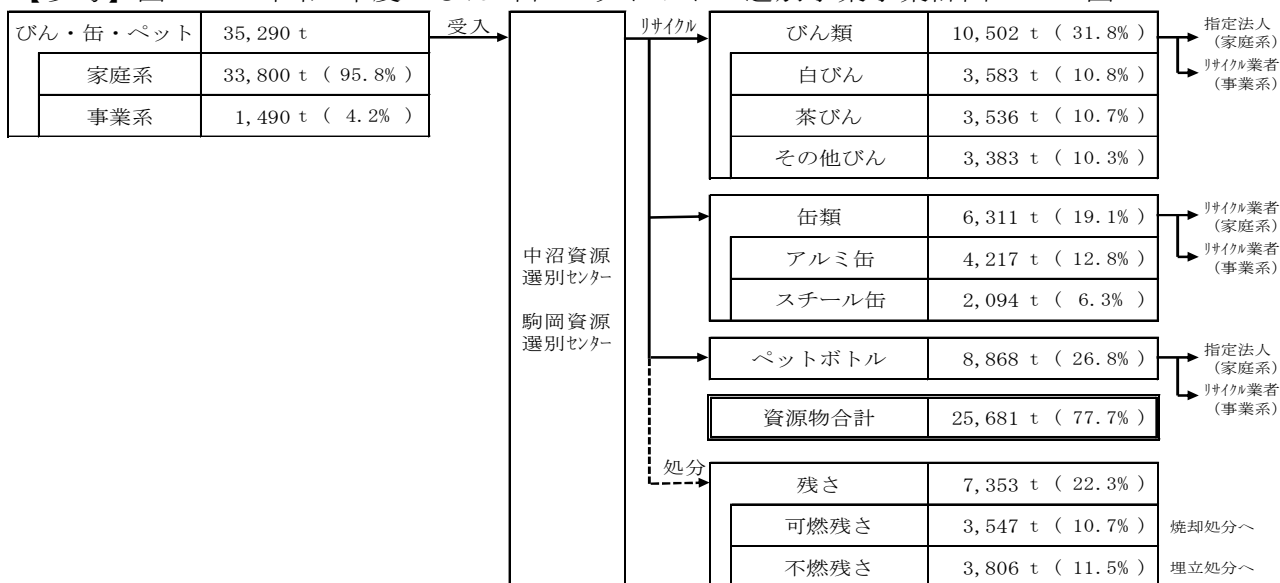 びん・缶・ペット 35,290 t
家庭系 33,800 t ( 95.8% )
事業系 1,490 t ( 4.2% )
受入
中沼資源
選別ｾﾝﾀｰ
駒岡資源
選別ｾﾝﾀｰ
ﾘｻｲｸﾙ
びん類 10,502 t ( 31.8% )
白びん 3,583 t ( 10.8% )
茶びん 3,536 t ( 10.7% )
その他びん 3,383 t ( 10.3% )
指定法人
（家庭系）
ﾘｻｲｸﾙ業者
（事業系）
缶類 6,311 t ( 19.1% )
アルミ缶 4,217 t ( 12.8% )
スチール缶 2,094 t ( 6.3% )
ﾘｻｲｸﾙ業者
（家庭系）
ﾘｻｲｸﾙ業者
（事業系）
ペットボトル 8,868 t ( 26.8% )
指定法人
（家庭系）
ﾘｻｲｸﾙ業者
（事業系）
資源物合計 25,681 t ( 77.7% )
処分
残さ 7,353 t ( 22.3% )
可燃残さ 3,547 t ( 10.7% ) 焼却処分へ
不燃残さ 3,806 t ( 11.5% ) 埋立処分へ